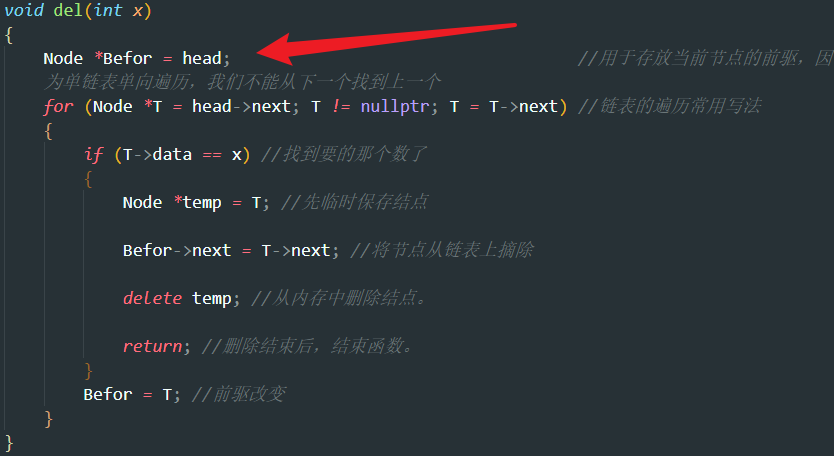 void del(int x)
{
Node *Befor = head; //用于存放当前节点的前驱，因
为单链表单向遍历，我们不能从下一个找到上一个
for (Node *T = head->next; T != nullptr; T = T->next) //链表的遍历常用写法
{
if (T->data == x) //找到要的那个数了
{
Node *temp = T; //先临时保存结点
Befor->next = T->next; //将节点从链表上摘除
delete temp; //从内存中删除结点。
return; //删除结束后，结束函数。
}
Befor = T; //前驱改变
}
}